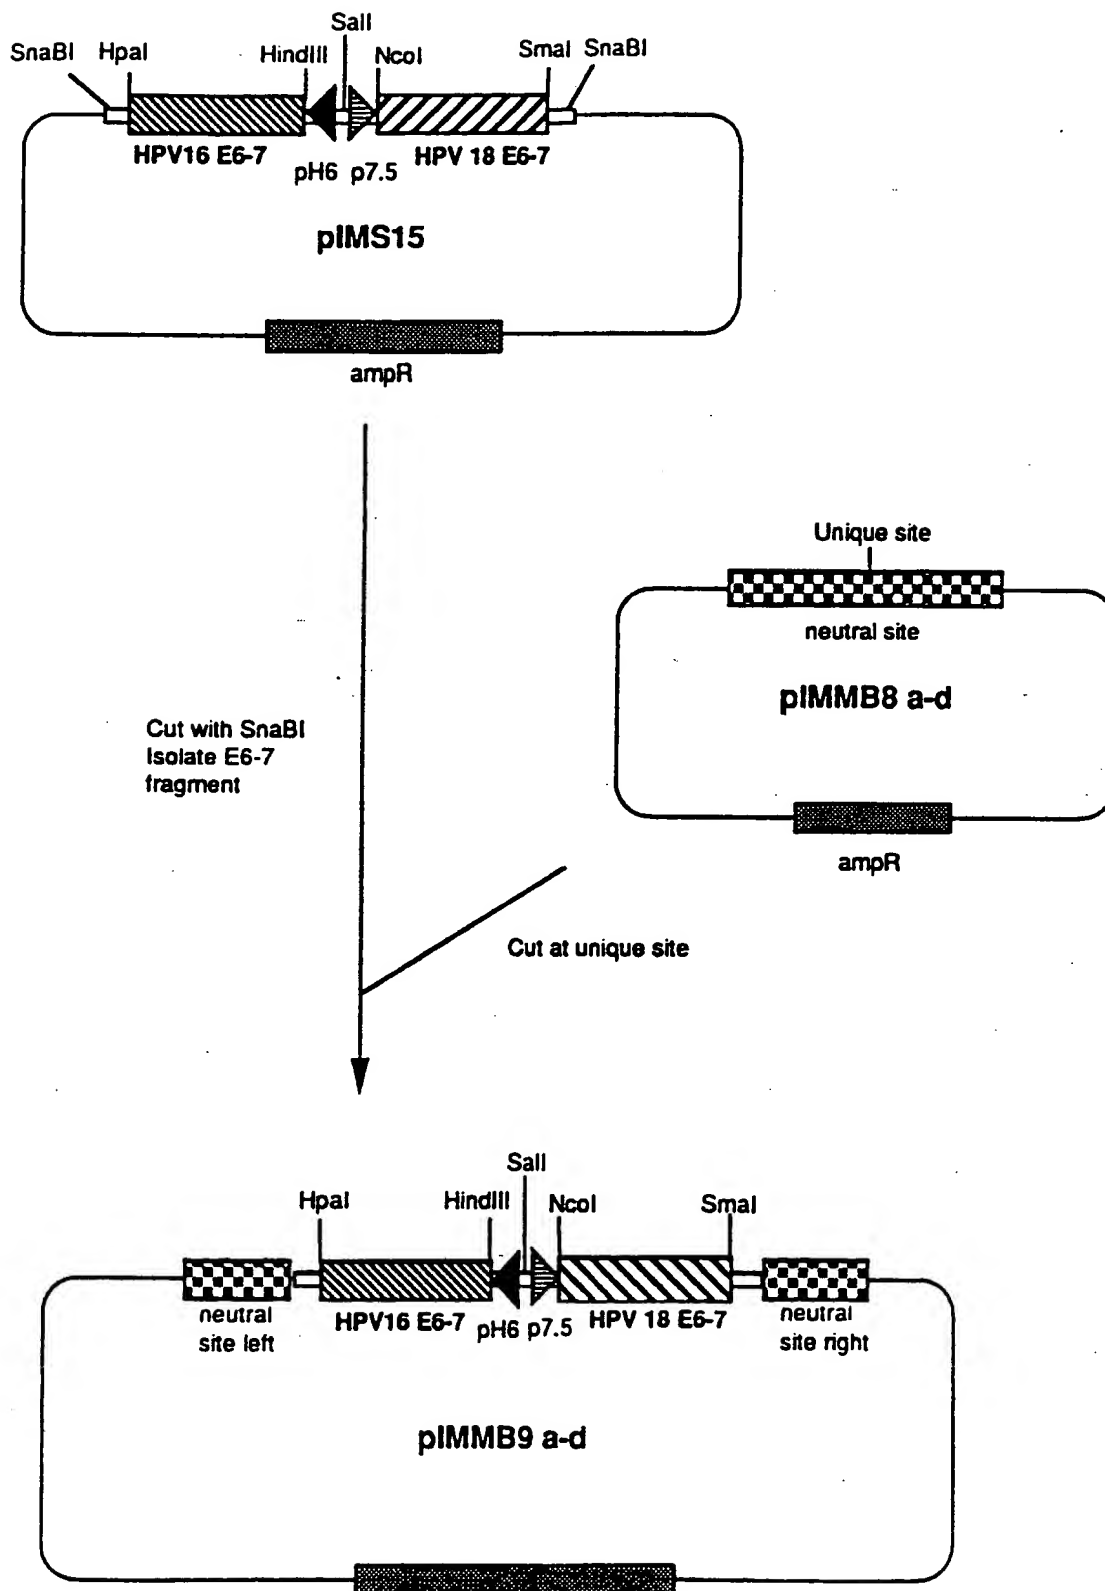 SalI
SnaBI HpaI HindIII NcoI SmaI SnaBI
HPV16 E6-7 HPV 18 E6-7
pH6 p7.5
pIMS15
ampR
Unique site
neutral site
pIMMB8 a-d
ampR
Cut with SnaBI
Isolate E6-7
fragment
Cut at unique site
SalI
HpaI HindIII NcoI SmaI
neutral
site left
HPV16 E6-7 pH6 p7.5 HPV 18 E6-7
neutral
site right
pIMMB9 a-d